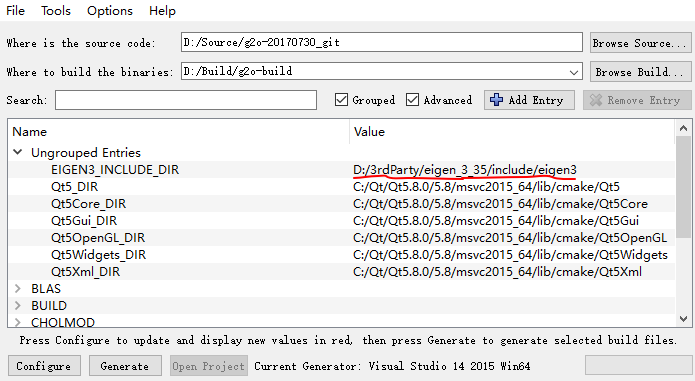 File Tools Options Help
Where is the source code: D:/Source/g2o-20170730_git Browse Source...
Where to build the binaries: D:/Build/g2o-build Browse Build...
Search: Grouped Advanced Add Entry Remove Entry
Name Value
Ungrouped Entries
EIGEN3_INCLUDE_DIR D:/3rdParty/eigen_3_35/include/eigen3
Qt5_DIR C:/Qt/Qt5.8.0/5.8/msvc2015_64/lib/cmake/Qt5
Qt5Core_DIR C:/Qt/Qt5.8.0/5.8/msvc2015_64/lib/cmake/Qt5Core
Qt5Gui_DIR C:/Qt/Qt5.8.0/5.8/msvc2015_64/lib/cmake/Qt5Gui
Qt5OpenGL_DIR C:/Qt/Qt5.8.0/5.8/msvc2015_64/lib/cmake/Qt5OpenGL
Qt5Widgets_DIR C:/Qt/Qt5.8.0/5.8/msvc2015_64/lib/cmake/Qt5Widgets
Qt5Xml_DIR C:/Qt/Qt5.8.0/5.8/msvc2015_64/lib/cmake/Qt5Xml
BLAS
BUILD
CHOLMOD
Press Configure to update and display new values in red, then press Generate to generate selected build files.
Configure Generate Open Project Current Generator: Visual Studio 14 2015 Win64